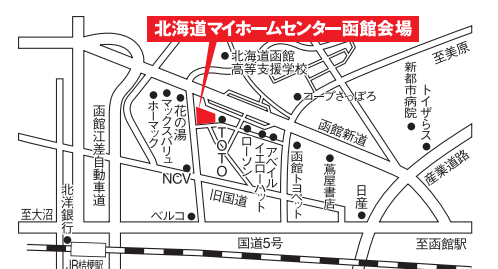 北海道マイホームセンター函館会場
北海道函館
高等支援学校
至美原
コープさっぽろ
新都市病院
トイザらス
函館新道
産業道路
函館江差自動車道
ホーマック
マックスバリュ
花の湯
TOTO
ローソン
イエローハット
アベイル
函館トヨペット
蔦屋書店
日産
NCV
旧国道
ベルコ
北洋銀行
至大沼
国道5号
至函館駅
JR桔梗駅